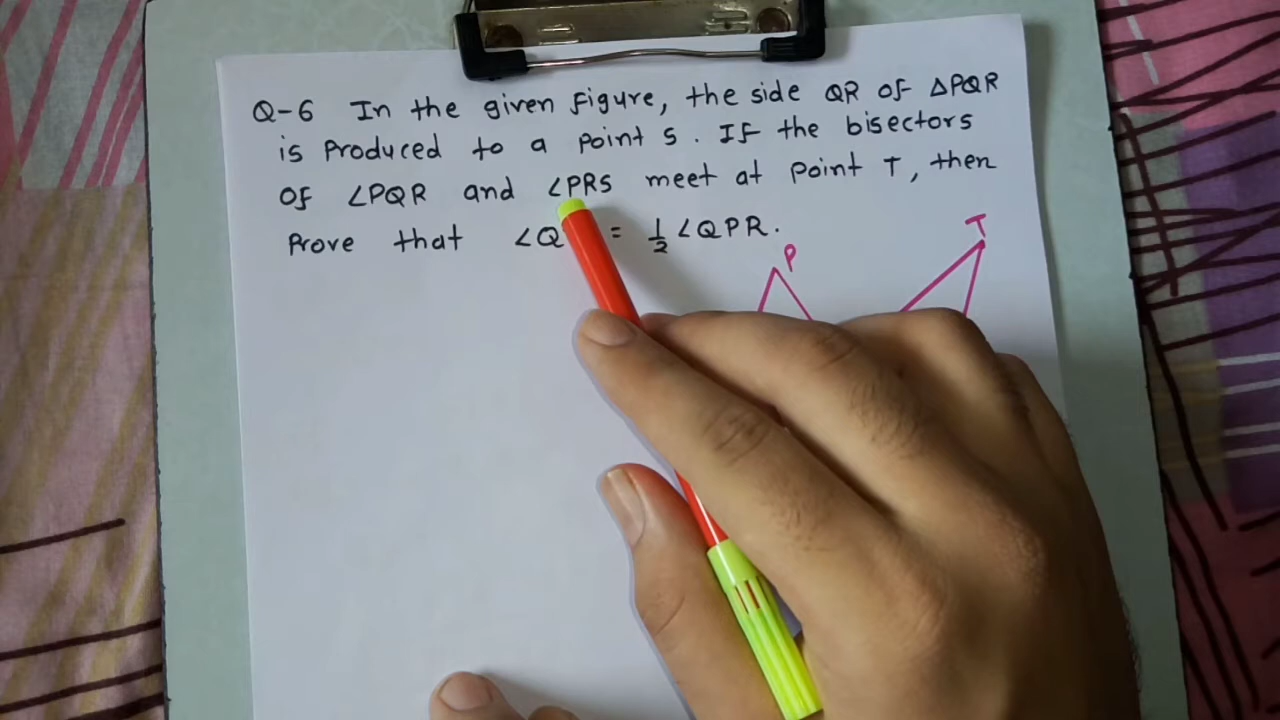 Q-6 In the given figure, the side QR of ΔPQR
is produced to a point S. If the bisectors
of ∠PQR and ∠PRS meet at point T, then
Prove that ∠Q = 1/2 ∠QPR.
P
T